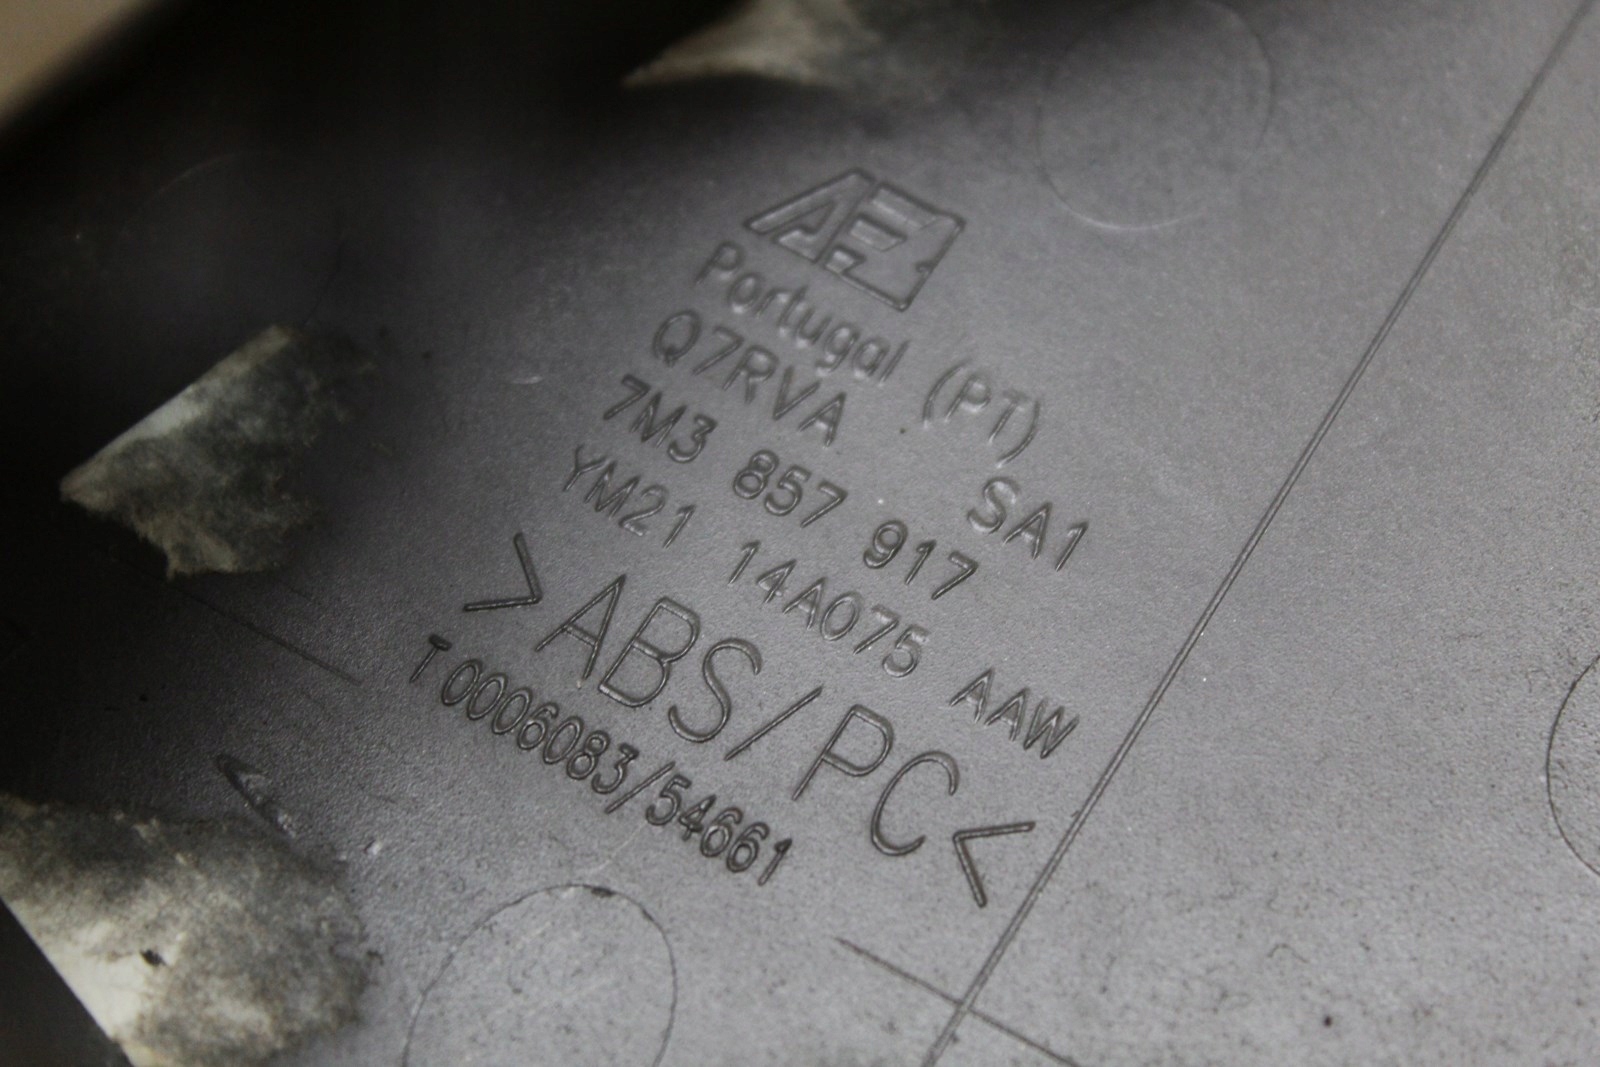 AE
Portugal (PT)
Q7RVA SA1
7M3 857 917
YM21 14A075 AAW
>ABS/PC<
T0006083/54661